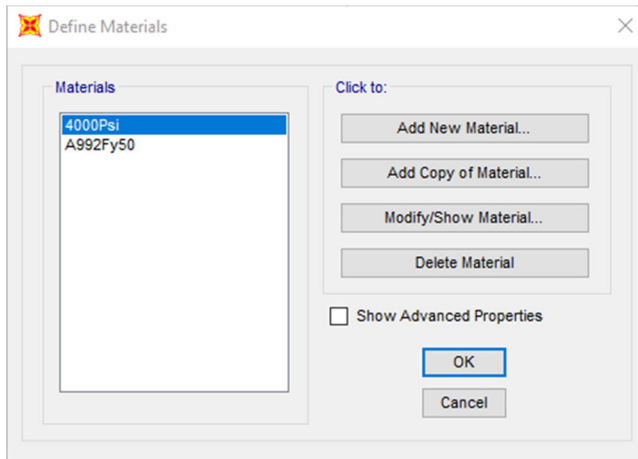 Define Materials
Materials
4000Psi
A992Fy50
Click to:
Add New Material...
Add Copy of Material...
Modify/Show Material...
Delete Material
Show Advanced Properties
OK
Cancel